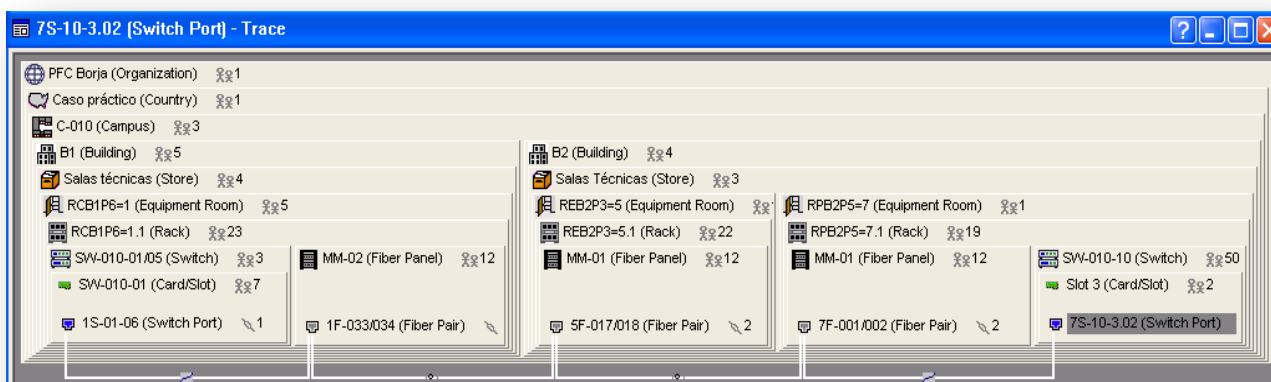 7S-10-3.02 (Switch Port) - Trace
PFC Borja (Organization) 1
Caso práctico (Country) 1
C-010 (Campus) 3
B1 (Building) 5
B2 (Building) 4
Salas técnicas (Store) 4
Salas Técnicas (Store) 3
RCB1P6=1 (Equipment Room) 5
REB2P3=5 (Equipment Room)
RPB2P5=7 (Equipment Room) 1
RCB1P6=1.1 (Rack) 23
REB2P3=5.1 (Rack) 22
RPB2P5=7.1 (Rack) 19
SW-010-01/05 (Switch) 3
MM-02 (Fiber Panel) 12
MM-01 (Fiber Panel) 12
MM-01 (Fiber Panel) 12
SW-010-10 (Switch) 50
SW-010-01 (Card/Slot) 7
Slot 3 (Card/Slot) 2
1S-01-06 (Switch Port) 1
1F-033/034 (Fiber Pair)
5F-017/018 (Fiber Pair) 2
7F-001/002 (Fiber Pair) 2
7S-10-3.02 (Switch Port)